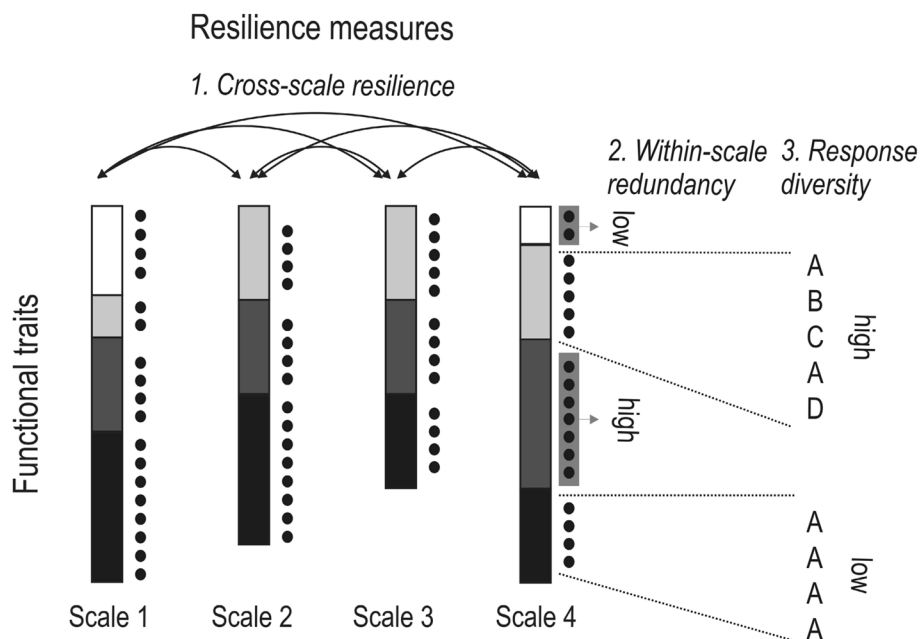 Resilience measures
1. Cross-scale resilience
2. Within-scale
redundancy
3. Response
diversity
Functional traits
low
high
A
B
C
A
D
high
A
A
A
A
low
Scale 1
Scale 2
Scale 3
Scale 4